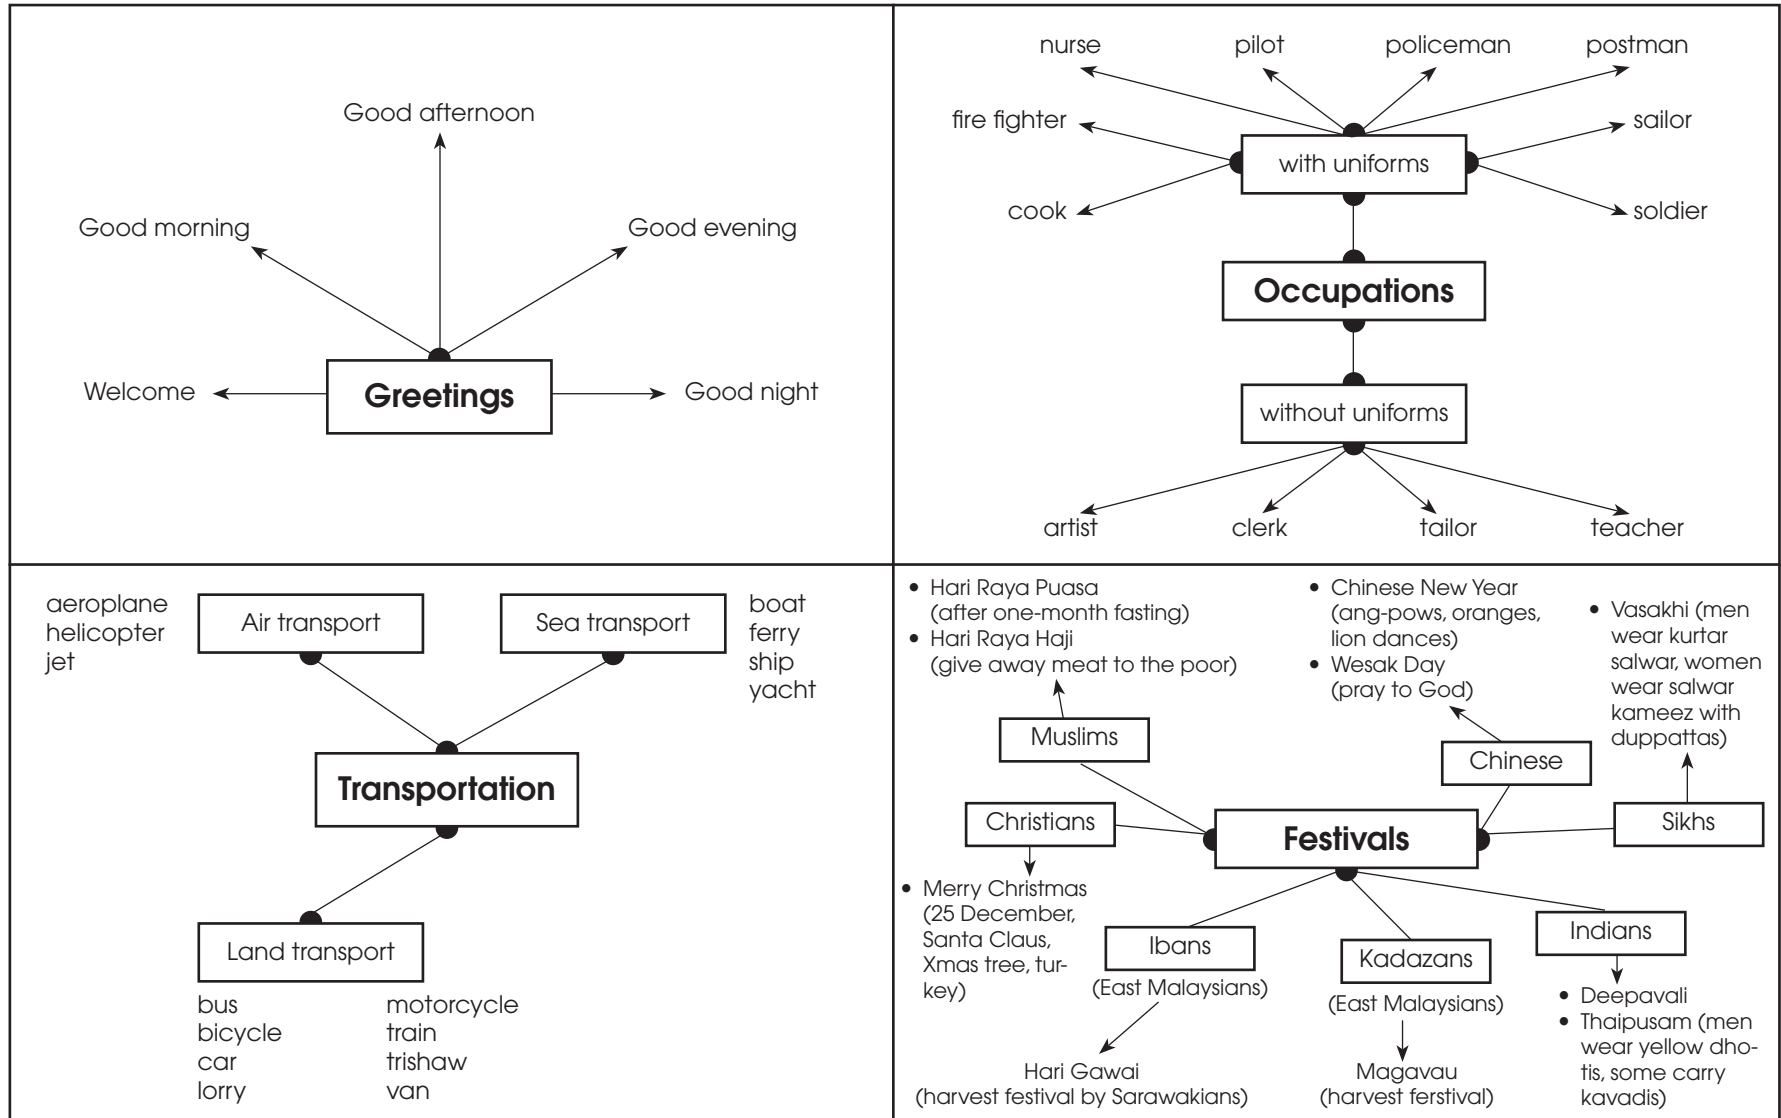 Good afternoon
Good morning
Good evening
Welcome
Greetings
Good night
nurse
pilot
policeman
postman
fire fighter
sailor
with uniforms
cook
soldier
Occupations
without uniforms
artist
clerk
tailor
teacher
aeroplane
helicopter
jet
Air transport
Sea transport
boat
ferry
ship
yacht
Transportation
Land transport
bus
bicycle
car
lorry
motorcycle
train
trishaw
van
• Hari Raya Puasa
(after one-month fasting)
• Hari Raya Haji
(give away meat to the poor)
Muslims
• Chinese New Year
(ang-pows, oranges,
lion dances)
• Wesak Day
(pray to God)
Chinese
• Vasakhi (men
wear kurtar
salwar, women
wear salwar
kameez with
duppattas)
Sikhs
Christians
Festivals
• Merry Christmas
(25 December,
Santa Claus,
Xmas tree, tur-
key)
Ibans
(East Malaysians)
Hari Gawai
(harvest festival by Sarawakians)
Kadazans
(East Malaysians)
Magavau
(harvest ferstival)
Indians
• Deepavali
• Thaipusam (men
wear yellow dho-
tis, some carry
kavadis)